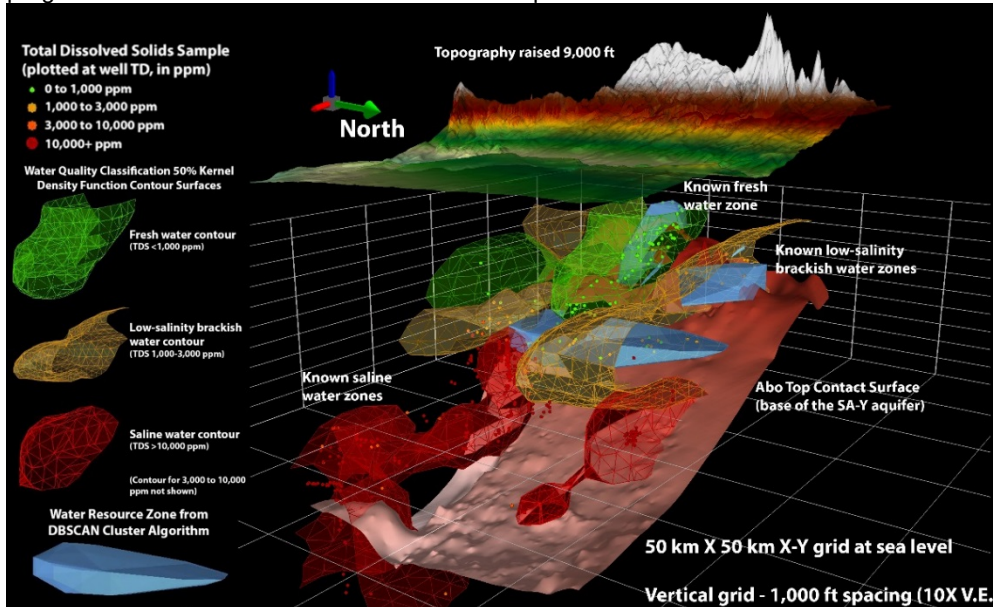 Total Dissolved Solids Sample
(plotted at well TD, in ppm)
0 to 1,000 ppm
1,000 to 3,000 ppm
3,000 to 10,000 ppm
10,000+ ppm
Water Quality Classification 50% Kernel
Density Function Contour Surfaces
Fresh water contour
(TDS <1,000 ppm)
Low-salinity brackish
water contour
(TDS 1,000-3,000 ppm)
Saline water contour
(TDS >10,000 ppm)
(Contour for 3,000 to 10,000
ppm not shown)
Water Resource Zone from
DBSCAN Cluster Algorithm
Topography raised 9,000 ft
North
Known fresh
water zone
Known low-salinity
brackish water zones
Known saline
water zones
Abo Top Contact Surface
(base of the SA-Y aquifer)
50 km X 50 km X-Y grid at sea level
Vertical grid - 1,000 ft spacing (10X V.E.